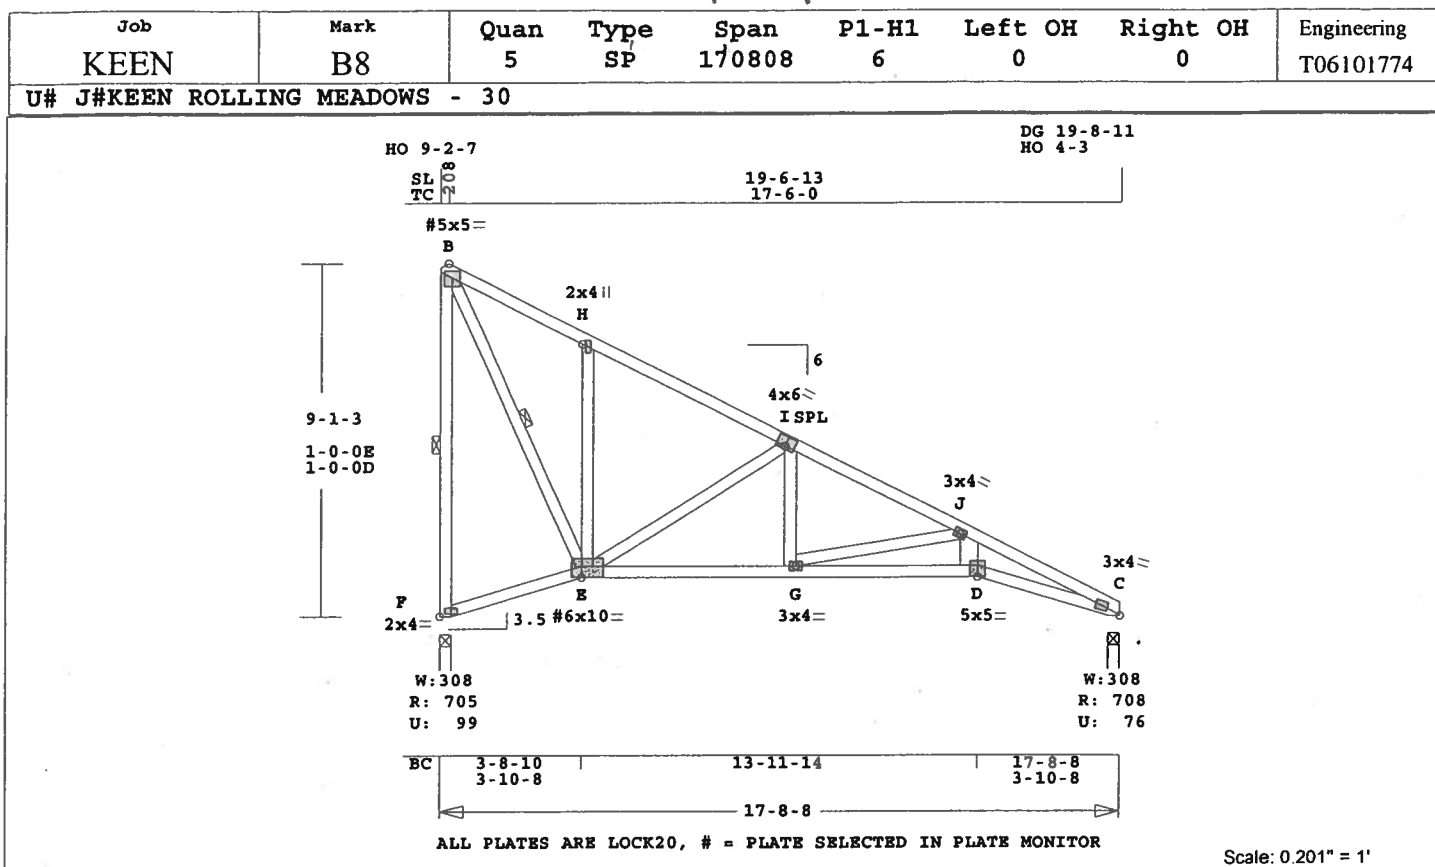 Job Mark Quan Type Span P1-H1 Left OH Right OH Engineering
KEEN B8 5 SP 170808 6 0 0 T06101774
U# J#KEEN ROLLING MEADOWS - 30
DG 19-8-11
HO 9-2-7 HO 4-3
SL 208 19-6-13
TC 17-6-0
#5x5=
B
2x4
H
6
4x6
I SPL
9-1-3
1-0-0E
1-0-0D
3x4
J
3x4
C
F E G D
2x4= 3.5 #6x10= 3x4= 5x5=
W:308 W:308
R: 705 R: 708
U: 99 U: 76
BC 3-8-10 13-11-14 17-8-8
3-10-8 3-10-8
17-8-8
ALL PLATES ARE LOCK20, # = PLATE SELECTED IN PLATE MONITOR
Scale: 0.201" = 1'